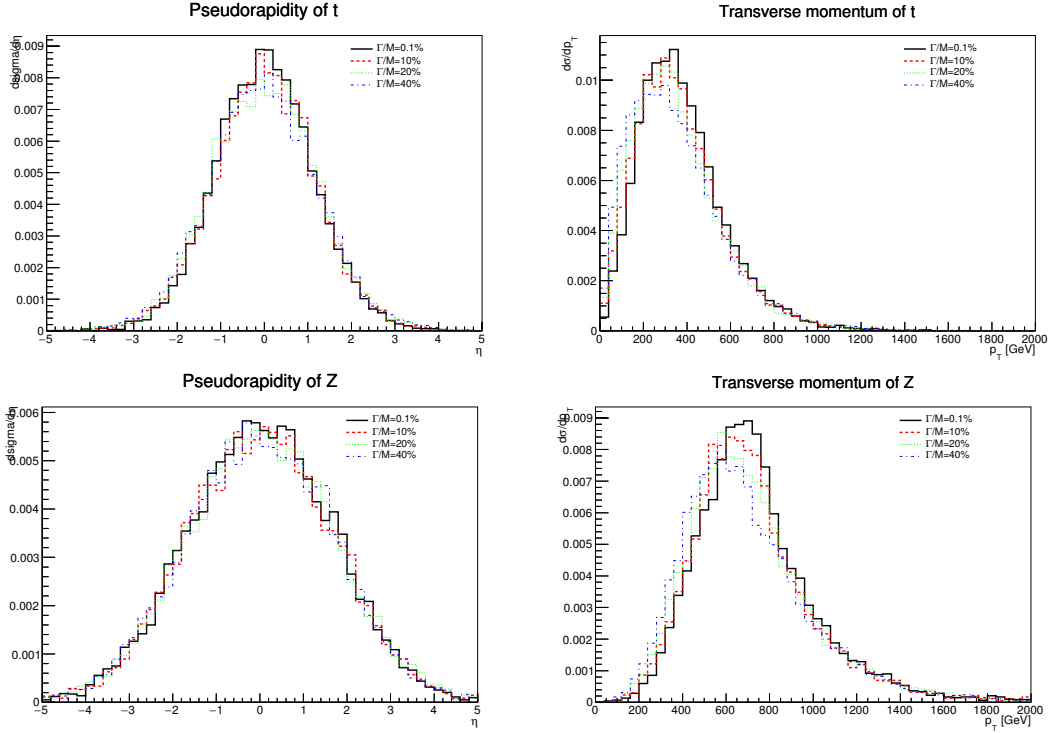 Pseudorapidity of t
dsigma/dη
Γ/M=0.1%
Γ/M=10%
Γ/M=20%
Γ/M=40%
0.009
0.008
0.007
0.006
0.005
0.004
0.003
0.002
0.001
0
−5 −4 −3 −2 −1 0 1 2 3 4 5
η
Transverse momentum of t
dσ/dp_T
Γ/M=0.1%
Γ/M=10%
Γ/M=20%
Γ/M=40%
0.01
0.008
0.006
0.004
0.002
0
0 200 400 600 800 1000 1200 1400 1600 1800 2000
p_T [GeV]
Pseudorapidity of Z
dsigma/dη
Γ/M=0.1%
Γ/M=10%
Γ/M=20%
Γ/M=40%
0.006
0.005
0.004
0.003
0.002
0.001
0
−5 −4 −3 −2 −1 0 1 2 3 4 5
η
Transverse momentum of Z
dσ/dp_T
Γ/M=0.1%
Γ/M=10%
Γ/M=20%
Γ/M=40%
0.009
0.008
0.007
0.006
0.005
0.004
0.003
0.002
0.001
0
0 200 400 600 800 1000 1200 1400 1600 1800 2000
p_T [GeV]